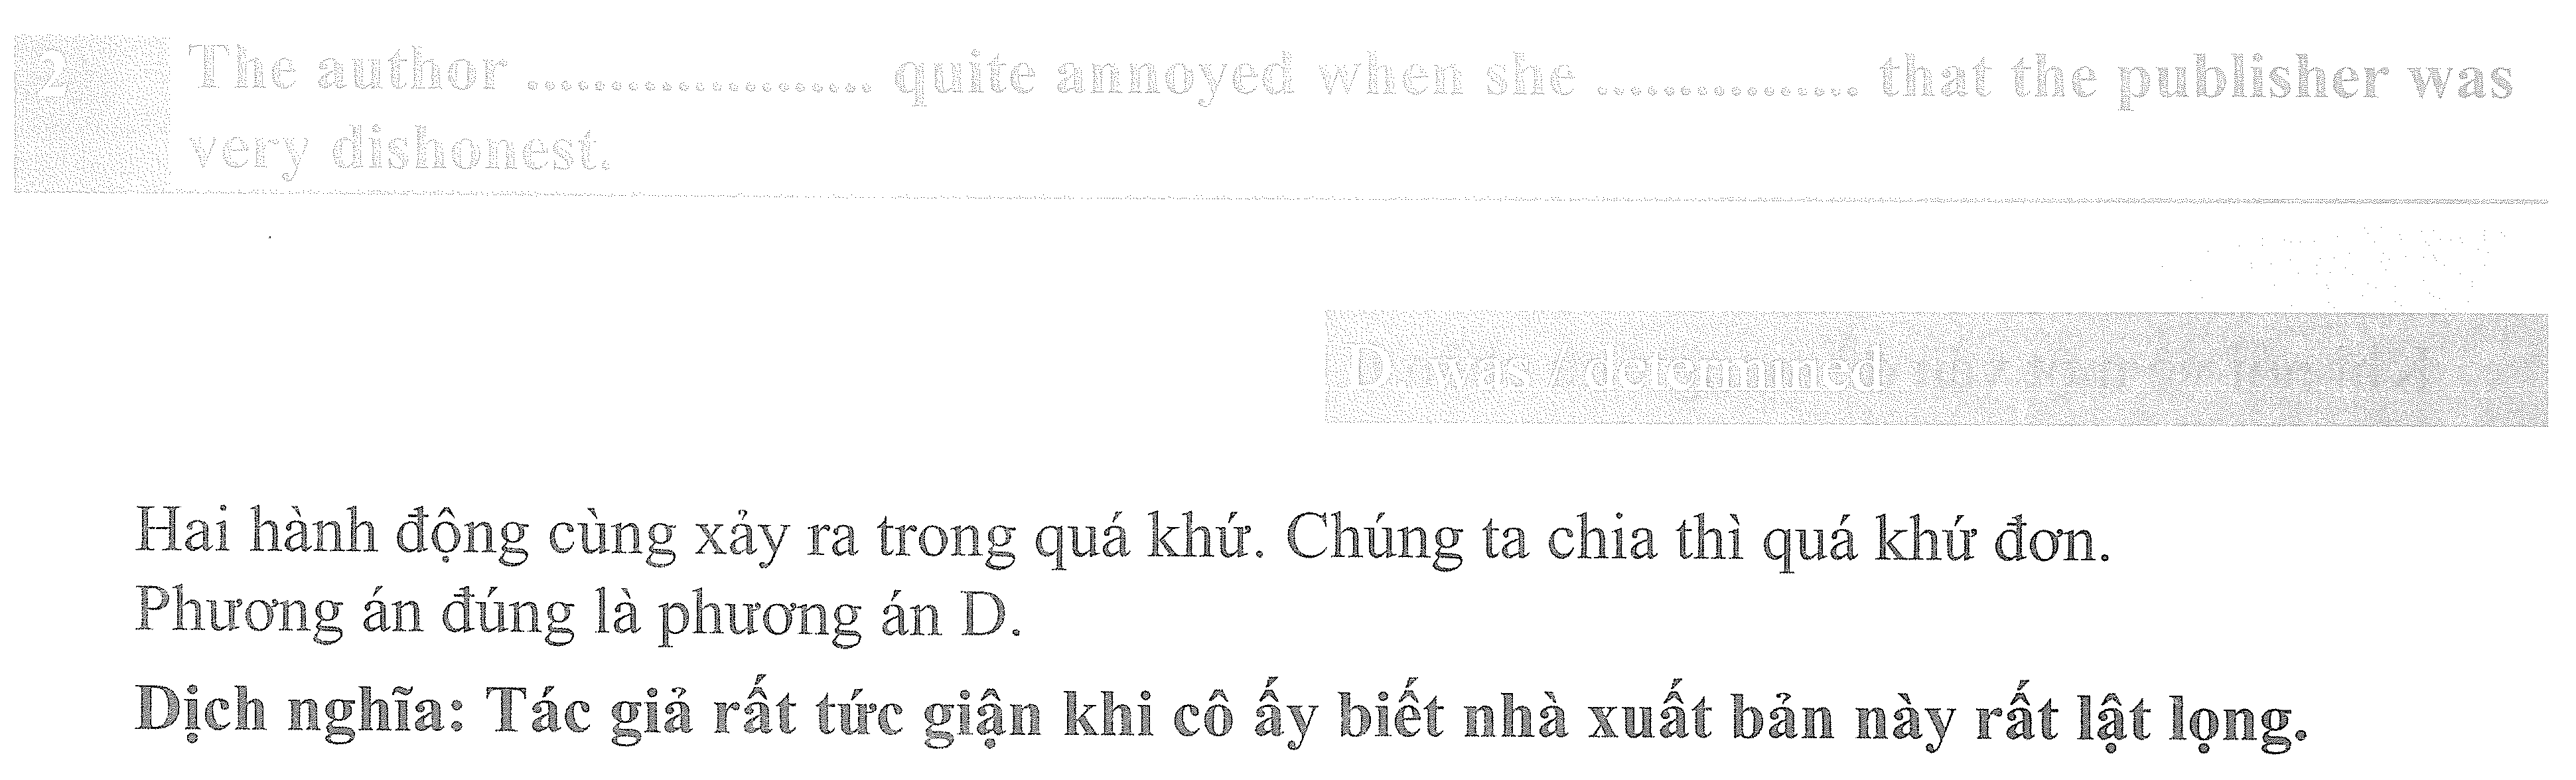 2
The author ..................... quite annoyed when she ................ that the publisher was
very dishonest.
D. was / determined
Hai hành động cùng xảy ra trong quá khứ. Chúng ta chia thì quá khứ đơn.
Phương án đúng là phương án D.
Dịch nghĩa: Tác giả rất tức giận khi cô ấy biết nhà xuất bản này rất lật lọng.